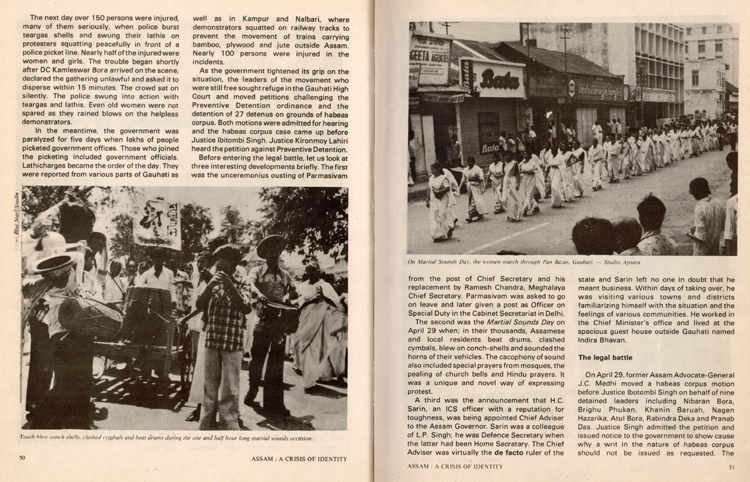 The next day over 150 persons were injured,
many of them seriously, when police burst
teargas shells and swung their lathis on
protesters squatting peacefully in front of a
police picket line. Nearly half of the injured were
women and girls. The trouble began shortly
after DC Kamleswar Bora arrived on the scene,
declared the gathering unlawful and asked it to
disperse within 15 minutes. The crowd sat on
silently. The police swung into action with
teargas and lathis. Even old women were not
spared as they rained blows on the helpless
demonstrators.
In the meantime, the government was
paralyzed for five days when lakhs of people
picketed government offices. Those who joined
the picketing included government officials.
Lathicharges became the order of the day. They
were reported from various parts of Gauhati as
well as in Kampur and Nalbari, where
demonstrators squatted on railway tracks to
prevent the movement of trains carrying
bamboo, plywood and jute outside Assam.
Nearly 100 persons were injured in the
incidents.
As the government tightened its grip on the
situation, the leaders of the movement who
were still free sought refuge in the Gauhati High
Court and moved petitions challenging the
Preventive Detention ordinance and the
detention of 27 detenus on grounds of habeas
corpus. Both motions were admitted for hearing
and the habeas corpus case came up before
Justice Ibitombi Singh. Justice Kironmoy Lahiri
heard the petition against Preventive Detention.
Before entering the legal battle, let us look at
three interesting developments briefly. The first
was the unceremonious ousting of Parmasivam
— Blue Star Studio
Youth blew conch shells, clashed cymbals and beat drums during the one and half hour long martial sounds occasion.
50
ASSAM : A CRISIS OF IDENTITY
GEETA
AGENCIES
Bata
Bata
On Martial Sounds Day, the women march through Pan Bazar, Gauhati. — Studio Apsara
from the post of Chief Secretary and his
replacement by Ramesh Chandra, Meghalaya
Chief Secretary. Parmasivam was asked to go
on leave and later given a post as Officer on
Special Duty in the Cabinet Secretariat in Delhi.
The second was the Martial Sounds Day on
April 29 when; in their thousands, Assamese
and local residents beat drums, clashed
cymbals, blew on conch-shells and sounded the
horns of their vehicles. The cacophony of sound
also included special prayers from mosques, the
pealing of church bells and Hindu prayers. It
was a unique and novel way of expressing
protest.
A third was the announcement that H.C.
Sarin, an ICS officer with a reputation for
toughness, was being appointed Chief Adviser
to the Assam Governor. Sarin was a colleague
of L.P. Singh; he was Defence Secretary when
the latter had been Home Secretary. The Chief
Adviser was virtually the de facto ruler of the
state and Sarin left no one in doubt that he
meant business. Within days of taking over, he
was visiting various towns and districts
familiarizing himself with the situation and the
feelings of various communities. He worked in
the Chief Minister's office and lived at the
spacious guest house outside Gauhati named
Indira Bhavan.
The legal battle
On April 29, former Assam Advocate-General
J.C. Medhi moved a habeas corpus motion
before Justice Ibotombi Singh on behalf of nine
detained leaders including Nibaran Bora,
Brighu Phukan, Khanin Baruah, Nagen
Hazarika, Atul Bora, Rabindra Deka and Pranab
Das. Justice Singh admitted the petition and
issued notice to the government to show cause
why a writ in the nature of habeas corpus
should not be issued as requested. The
ASSAM : A CRISIS OF IDENTITY
51